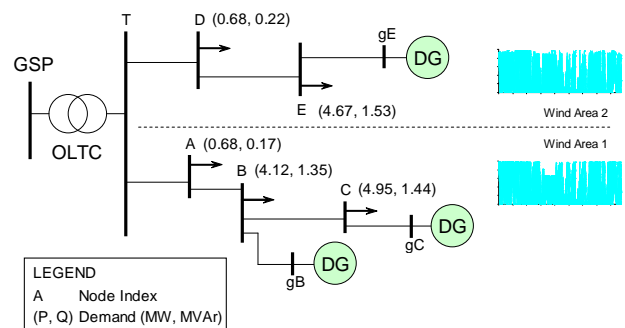 T
D (0.68, 0.22)
gE
DG
GSP
E (4.67, 1.53)
Wind Area 2
OLTC
Wind Area 1
A (0.68, 0.17)
B (4.12, 1.35)
C (4.95, 1.44)
DG
gC
DG
gB
LEGEND
A Node Index
(P, Q) Demand (MW, MVAr)